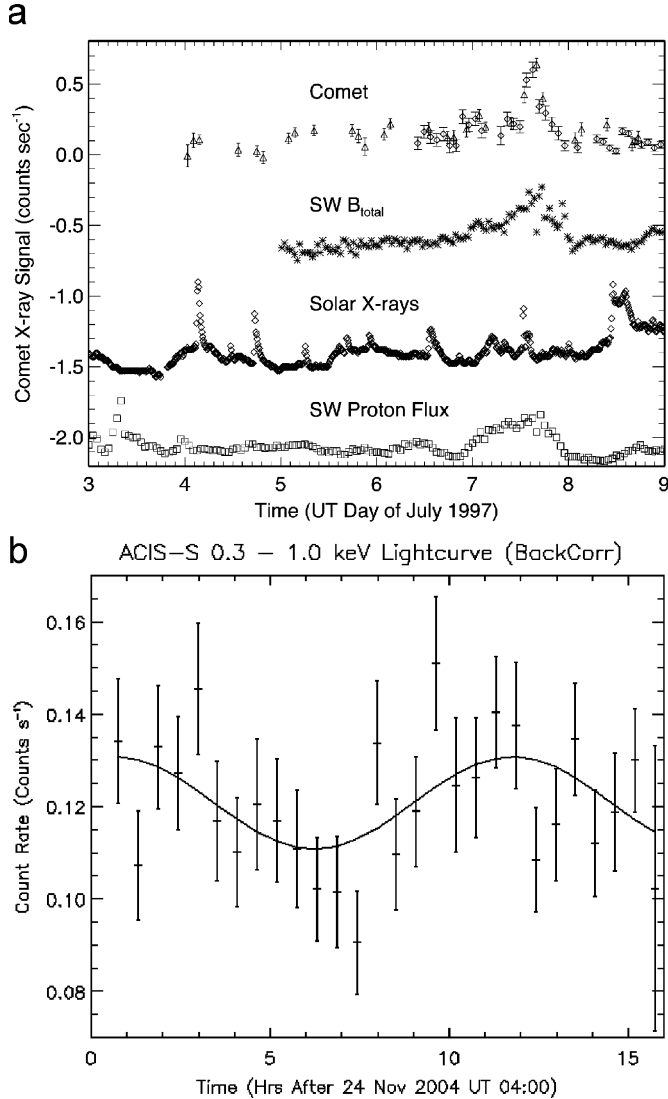 a
Comet X-ray Signal (counts sec⁻¹)
0.5
0.0
-0.5
-1.0
-1.5
-2.0
Comet
SW B_total
Solar X-rays
SW Proton Flux
3 4 5 6 7 8 9
Time (UT Day of July 1997)
b
ACIS-S 0.3 – 1.0 keV Lightcurve (BackCorr)
Count Rate (Counts s⁻¹)
0.16
0.14
0.12
0.10
0.08
0 5 10 15
Time (Hrs After 24 Nov 2004 UT 04:00)